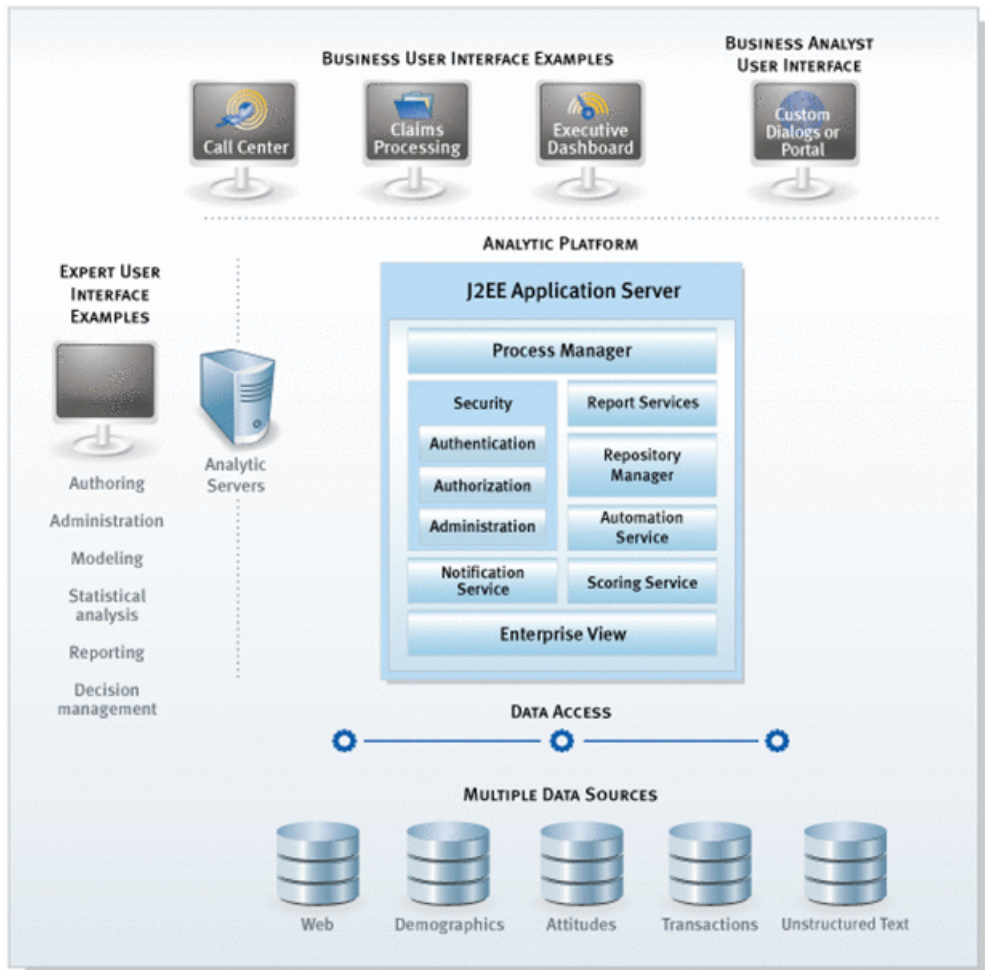 BUSINESS USER INTERFACE EXAMPLES
BUSINESS ANALYST
USER INTERFACE
Call Center
Claims
Processing
Executive
Dashboard
Custom
Dialogs or
Portal
ANALYTIC PLATFORM
EXPERT USER
INTERFACE
EXAMPLES
Analytic
Servers
Authoring
Administration
Modeling
Statistical
analysis
Reporting
Decision
management
J2EE Application Server
Process Manager
Security
Authentication
Authorization
Administration
Notification
Service
Report Services
Repository
Manager
Automation
Service
Scoring Service
Enterprise View
DATA ACCESS
MULTIPLE DATA SOURCES
Web
Demographics
Attitudes
Transactions
Unstructured Text